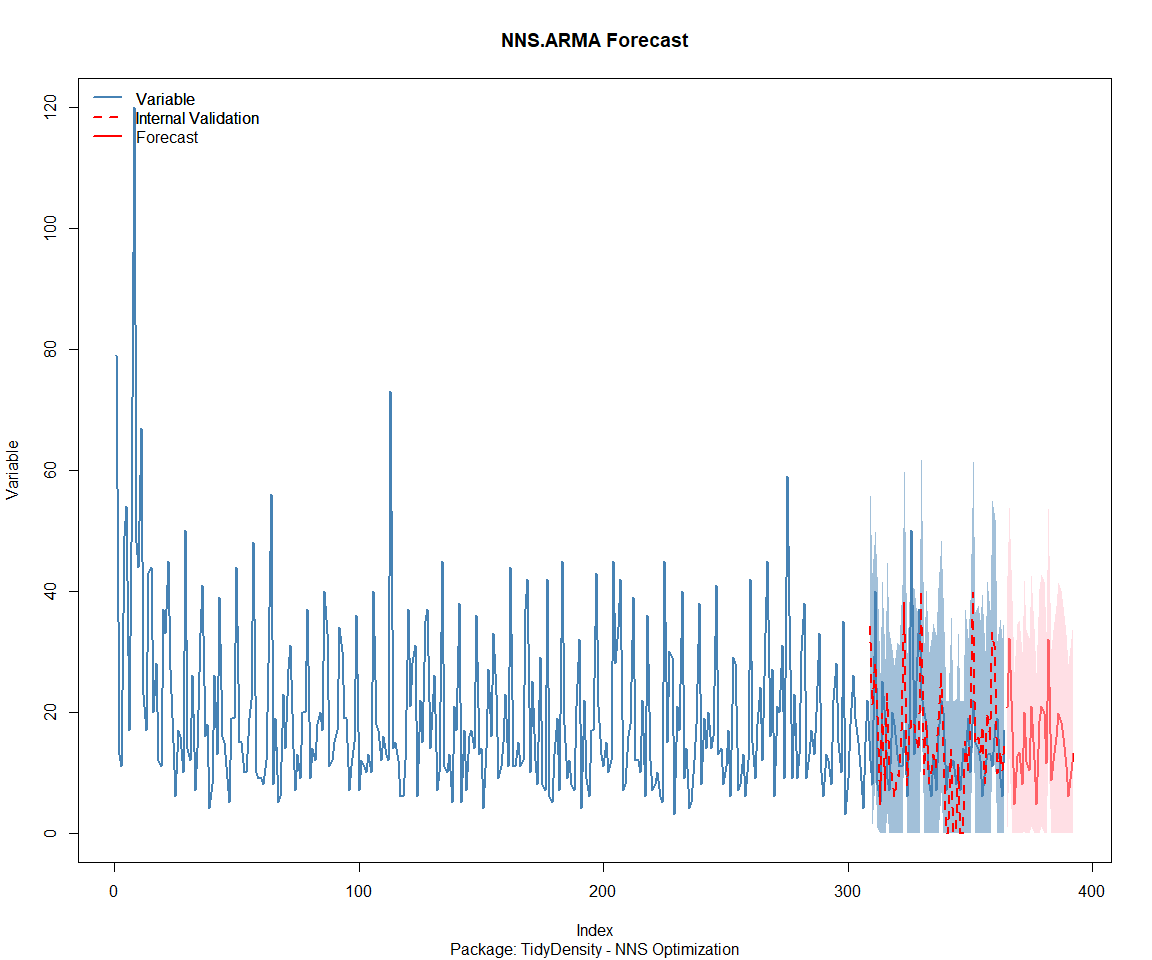 NNS.ARMA Forecast
Variable
Internal Validation
Forecast
120
100
80
60
40
20
0
Variable
0 100 200 300 400
Index
Package: TidyDensity - NNS Optimization